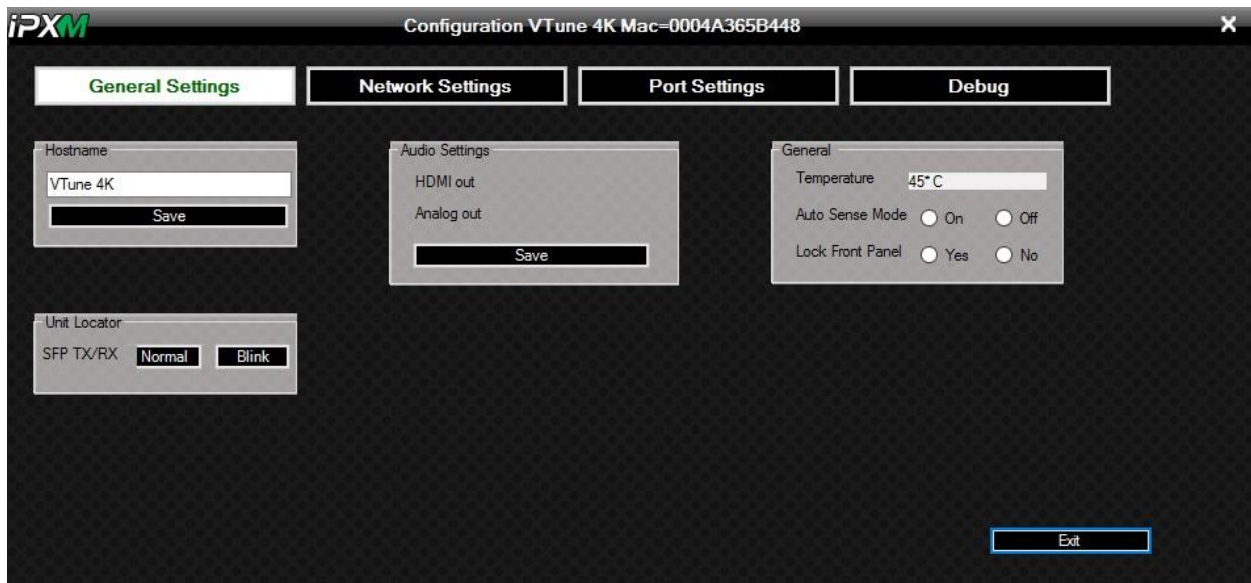 iPXM
Configuration VTune 4K Mac=0004A365B448
General Settings
Network Settings
Port Settings
Debug
Hostname
VTune 4K
Save
Audio Settings
HDMI out
Analog out
Save
General
Temperature 45°C
Auto Sense Mode On Off
Lock Front Panel Yes No
Unit Locator
SFP TX/RX Normal Blink
Exit